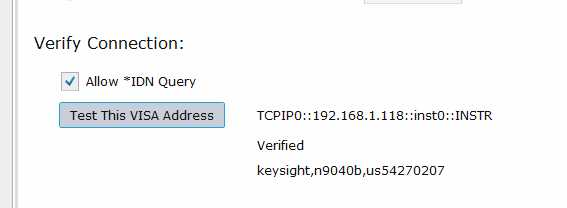 Verify Connection:
Allow *IDN Query
Test This VISA Address TCPIP0::192.168.1.118::inst0::INSTR
Verified
keysight,n9040b,us54270207